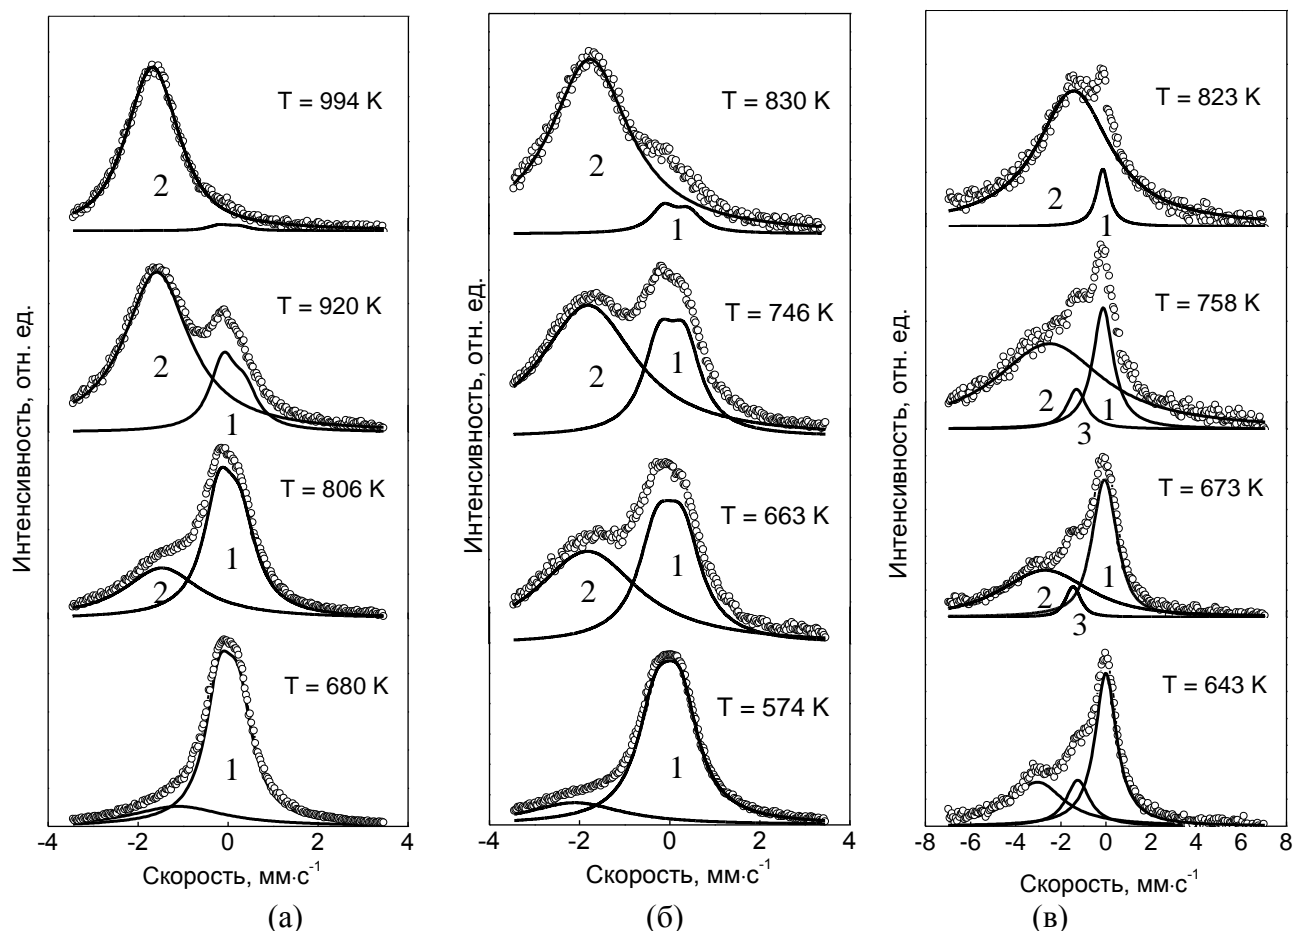 Интенсивность, отн. ед.
T = 994 K
2
T = 920 K
2
1
T = 806 K
2
1
T = 680 K
1
-4 -2 0 2 4
Скорость, мм·с-1
(а)
Интенсивность, отн. ед.
T = 830 K
2
1
T = 746 K
2
1
T = 663 K
2
1
T = 574 K
1
-4 -2 0 2 4
Скорость, мм·с-1
(б)
Интенсивность, отн. ед.
T = 823 K
2
1
T = 758 K
2
1
3
T = 673 K
2
1
3
T = 643 K
-8 -6 -4 -2 0 2 4 6 8
Скорость, мм·с-1
(в)